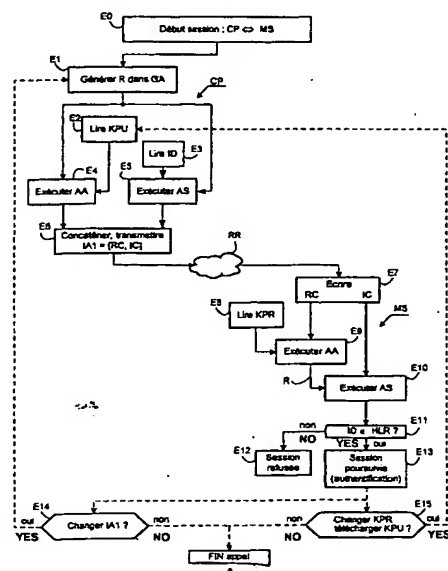 E0
Début session ; CP ⇔ MS
E1
Générer R dans GA
CP
E2
Lire KPU
E3
Lire ID
E4
Exécuter AA
E5
Exécuter AS
E6
Concaténer, transmettre
IA1 = [RC, IC]
RR
E7
Ecrire
RC IC
MS
E8
Lire KPR
E9
Exécuter AA
R
E10
Exécuter AS
E11
ID ∈ HLR ?
non
NO
oui
YES
E12
Session
refusée
E13
Session
poursuivie
(authentification)
E14
Changer IA1 ?
oui
YES
non
NO
E15
Changer KPR
télécharger KPU ?
non
NO
oui
YES
FIN appel